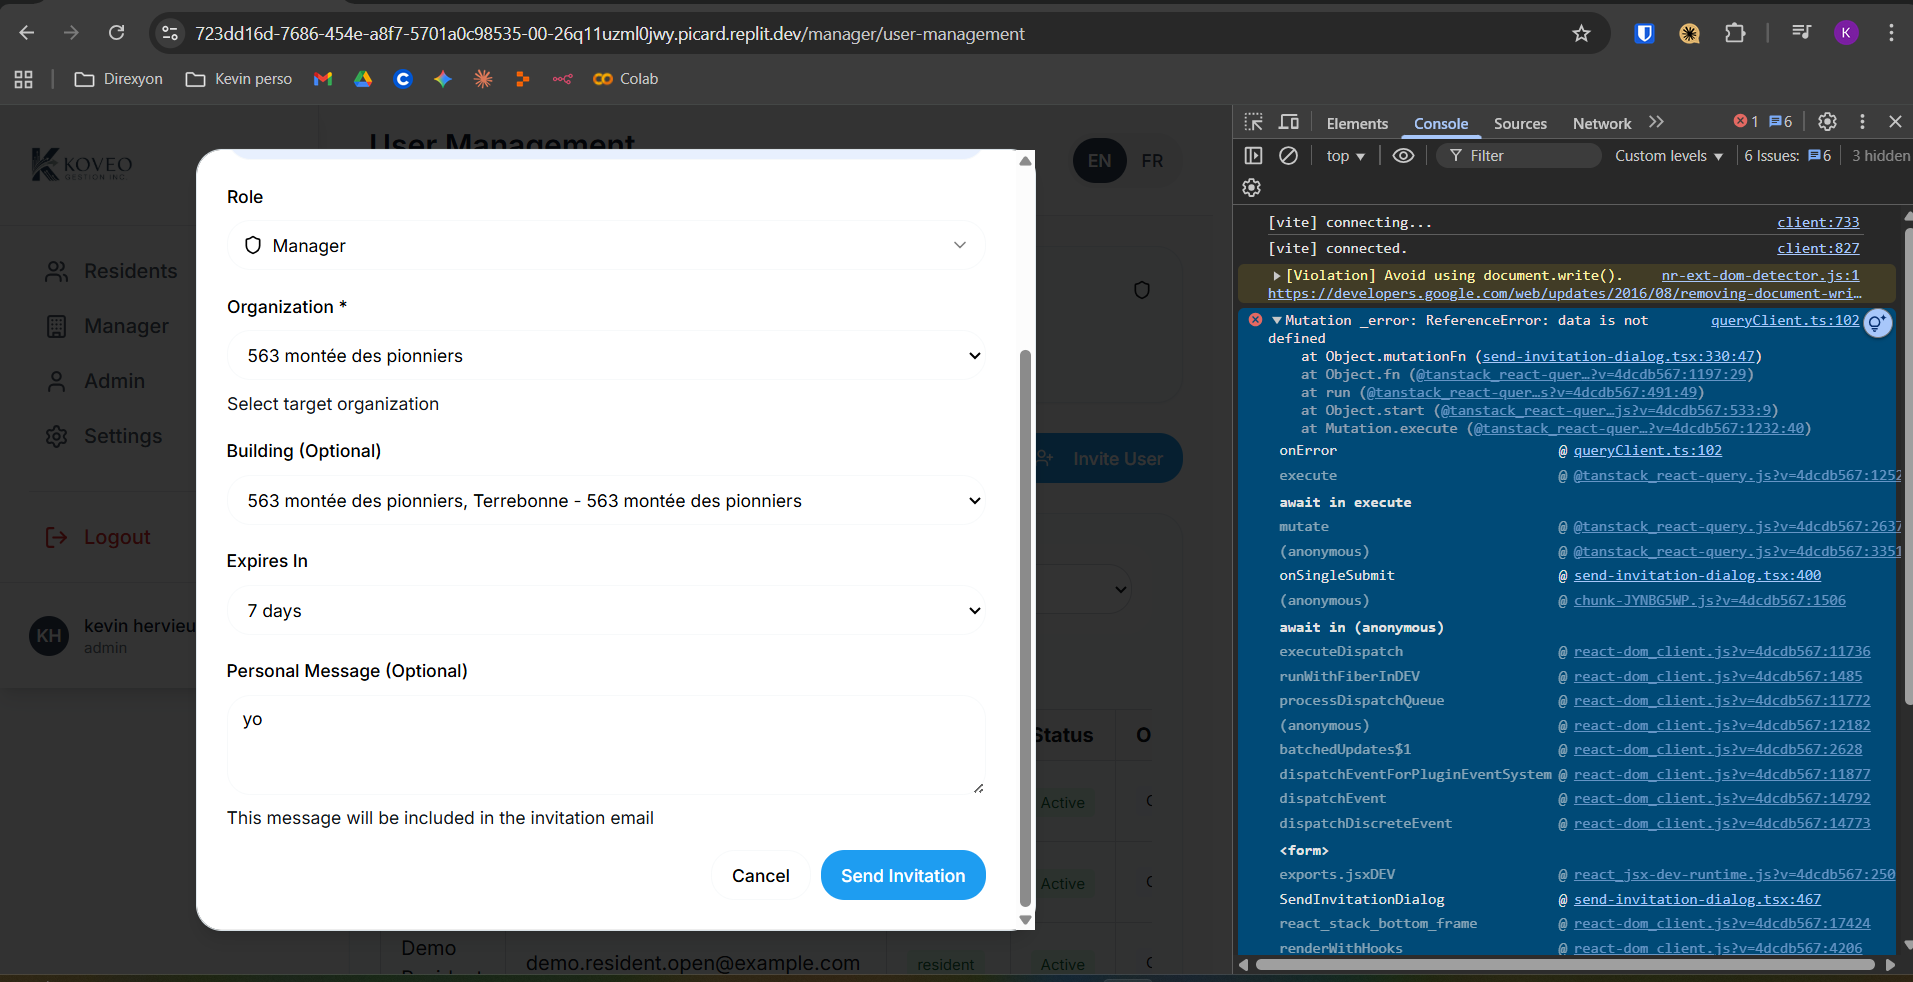 723dd16d-7686-454e-a8f7-5701a0c98535-00-26q11uzml0jwy.picard.replit.dev/manager/user-management
K
Direxyon
Kevin perso
Colab
KOVEO
GESTION INC
User Management
EN FR
Residents
Manager
Admin
Settings
Logout
KH
kevin hervieu
admin
Invite User
Status O
Active
Active
Demo
demo.resident.open@example.com
resident
Active
Role
Manager
Organization *
563 montée des pionniers
Select target organization
Building (Optional)
563 montée des pionniers, Terrebonne - 563 montée des pionniers
Expires In
7 days
Personal Message (Optional)
yo
This message will be included in the invitation email
Cancel
Send Invitation
Elements Console Sources Network 1 6
top Filter Custom levels 6 Issues: 6 3 hidden
[vite] connecting... client:733
[vite] connected. client:827
[Violation] Avoid using document.write(). nr-ext-dom-detector.js:1
https://developers.google.com/web/updates/2016/08/removing-document-wri…
Mutation _error: ReferenceError: data is not queryClient.ts:102
defined
at Object.mutationFn (send-invitation-dialog.tsx:330:47)
at Object.fn (@tanstack_react-quer…?v=4dcdb567:1197:29)
at run (@tanstack_react-quer…s?v=4dcdb567:491:49)
at Object.start (@tanstack_react-quer…js?v=4dcdb567:533:9)
at Mutation.execute (@tanstack_react-quer…?v=4dcdb567:1232:40)
onError @ queryClient.ts:102
execute @ @tanstack_react-query.js?v=4dcdb567:1252
await in execute
mutate @ @tanstack_react-query.js?v=4dcdb567:2637
(anonymous) @ @tanstack_react-query.js?v=4dcdb567:3351
onSingleSubmit @ send-invitation-dialog.tsx:400
(anonymous) @ chunk-JYNBG5WP.js?v=4dcdb567:1506
await in (anonymous)
executeDispatch @ react-dom_client.js?v=4dcdb567:11736
runWithFiberInDEV @ react-dom_client.js?v=4dcdb567:1485
processDispatchQueue @ react-dom_client.js?v=4dcdb567:11772
(anonymous) @ react-dom_client.js?v=4dcdb567:12182
batchedUpdates$1 @ react-dom_client.js?v=4dcdb567:2628
dispatchEventForPluginEventSystem @ react-dom_client.js?v=4dcdb567:11877
dispatchEvent @ react-dom_client.js?v=4dcdb567:14792
dispatchDiscreteEvent @ react-dom_client.js?v=4dcdb567:14773
<form>
exports.jsxDEV @ react_jsx-dev-runtime.js?v=4dcdb567:250
SendInvitationDialog @ send-invitation-dialog.tsx:467
react_stack_bottom_frame @ react-dom_client.js?v=4dcdb567:17424
renderWithHooks @ react-dom_client.js?v=4dcdb567:4206